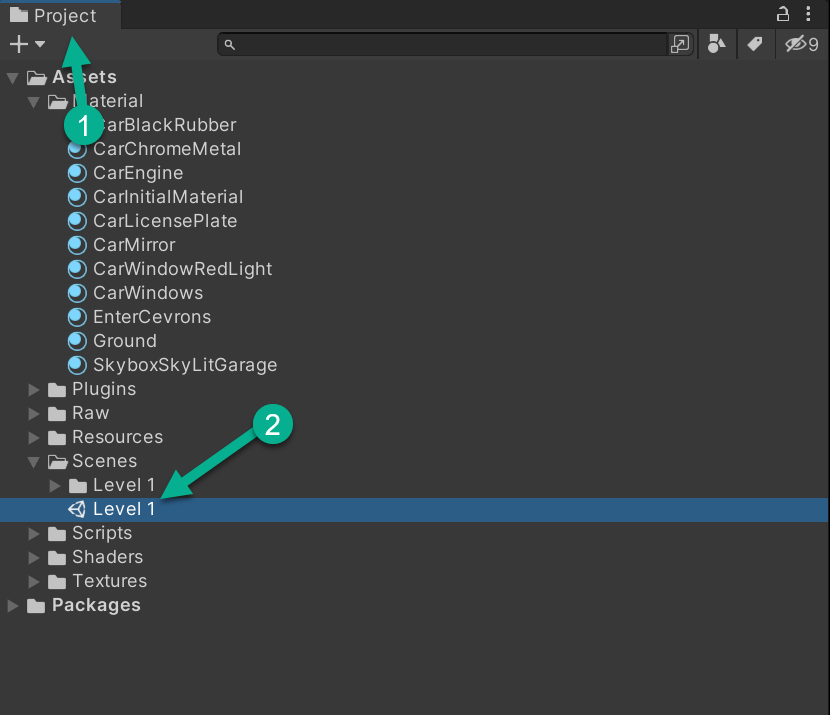 Project
9
Assets
Material
1
CarBlackRubber
CarChromeMetal
CarEngine
CarInitialMaterial
CarLicensePlate
CarMirror
CarWindowRedLight
CarWindows
EnterCevrons
Ground
SkyboxSkyLitGarage
Plugins
Raw
2
Resources
Scenes
Level 1
Level 1
Scripts
Shaders
Textures
Packages